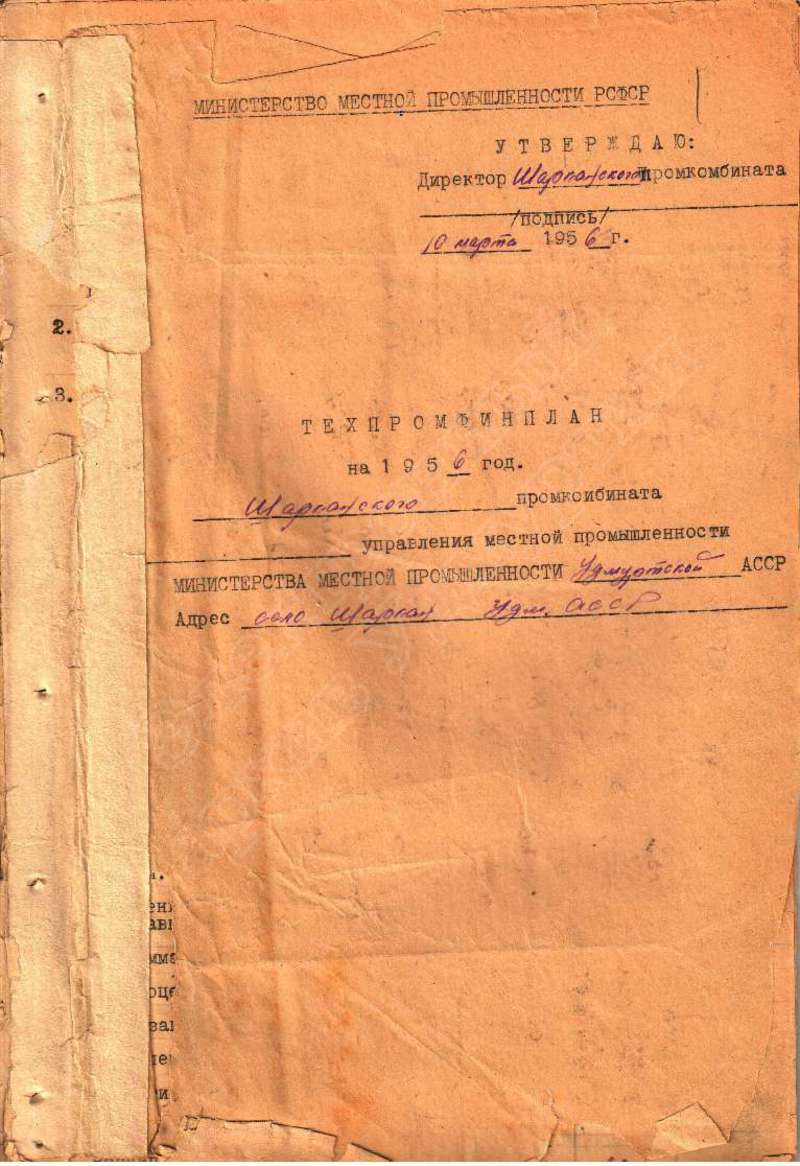 МИНИСТЕРСТВО МЕСТНОЙ ПРОМЫШЛЕННОСТИ РСФСР
УТВЕРЖДАЮ:
Директор Шарканского Промкомбината
/подпись/
10 марта 1956 г.
2.
3.
ТЕХПРОМФИНПЛАН
на 1956 год.
Шарканского промксибината
управления местной промышленности
МИНИСТЕРСТВА МЕСТНОЙ ПРОМЫШЛЕННОСТИ Удмуртской АССР
Адрес село Шаркан Удм. АССР